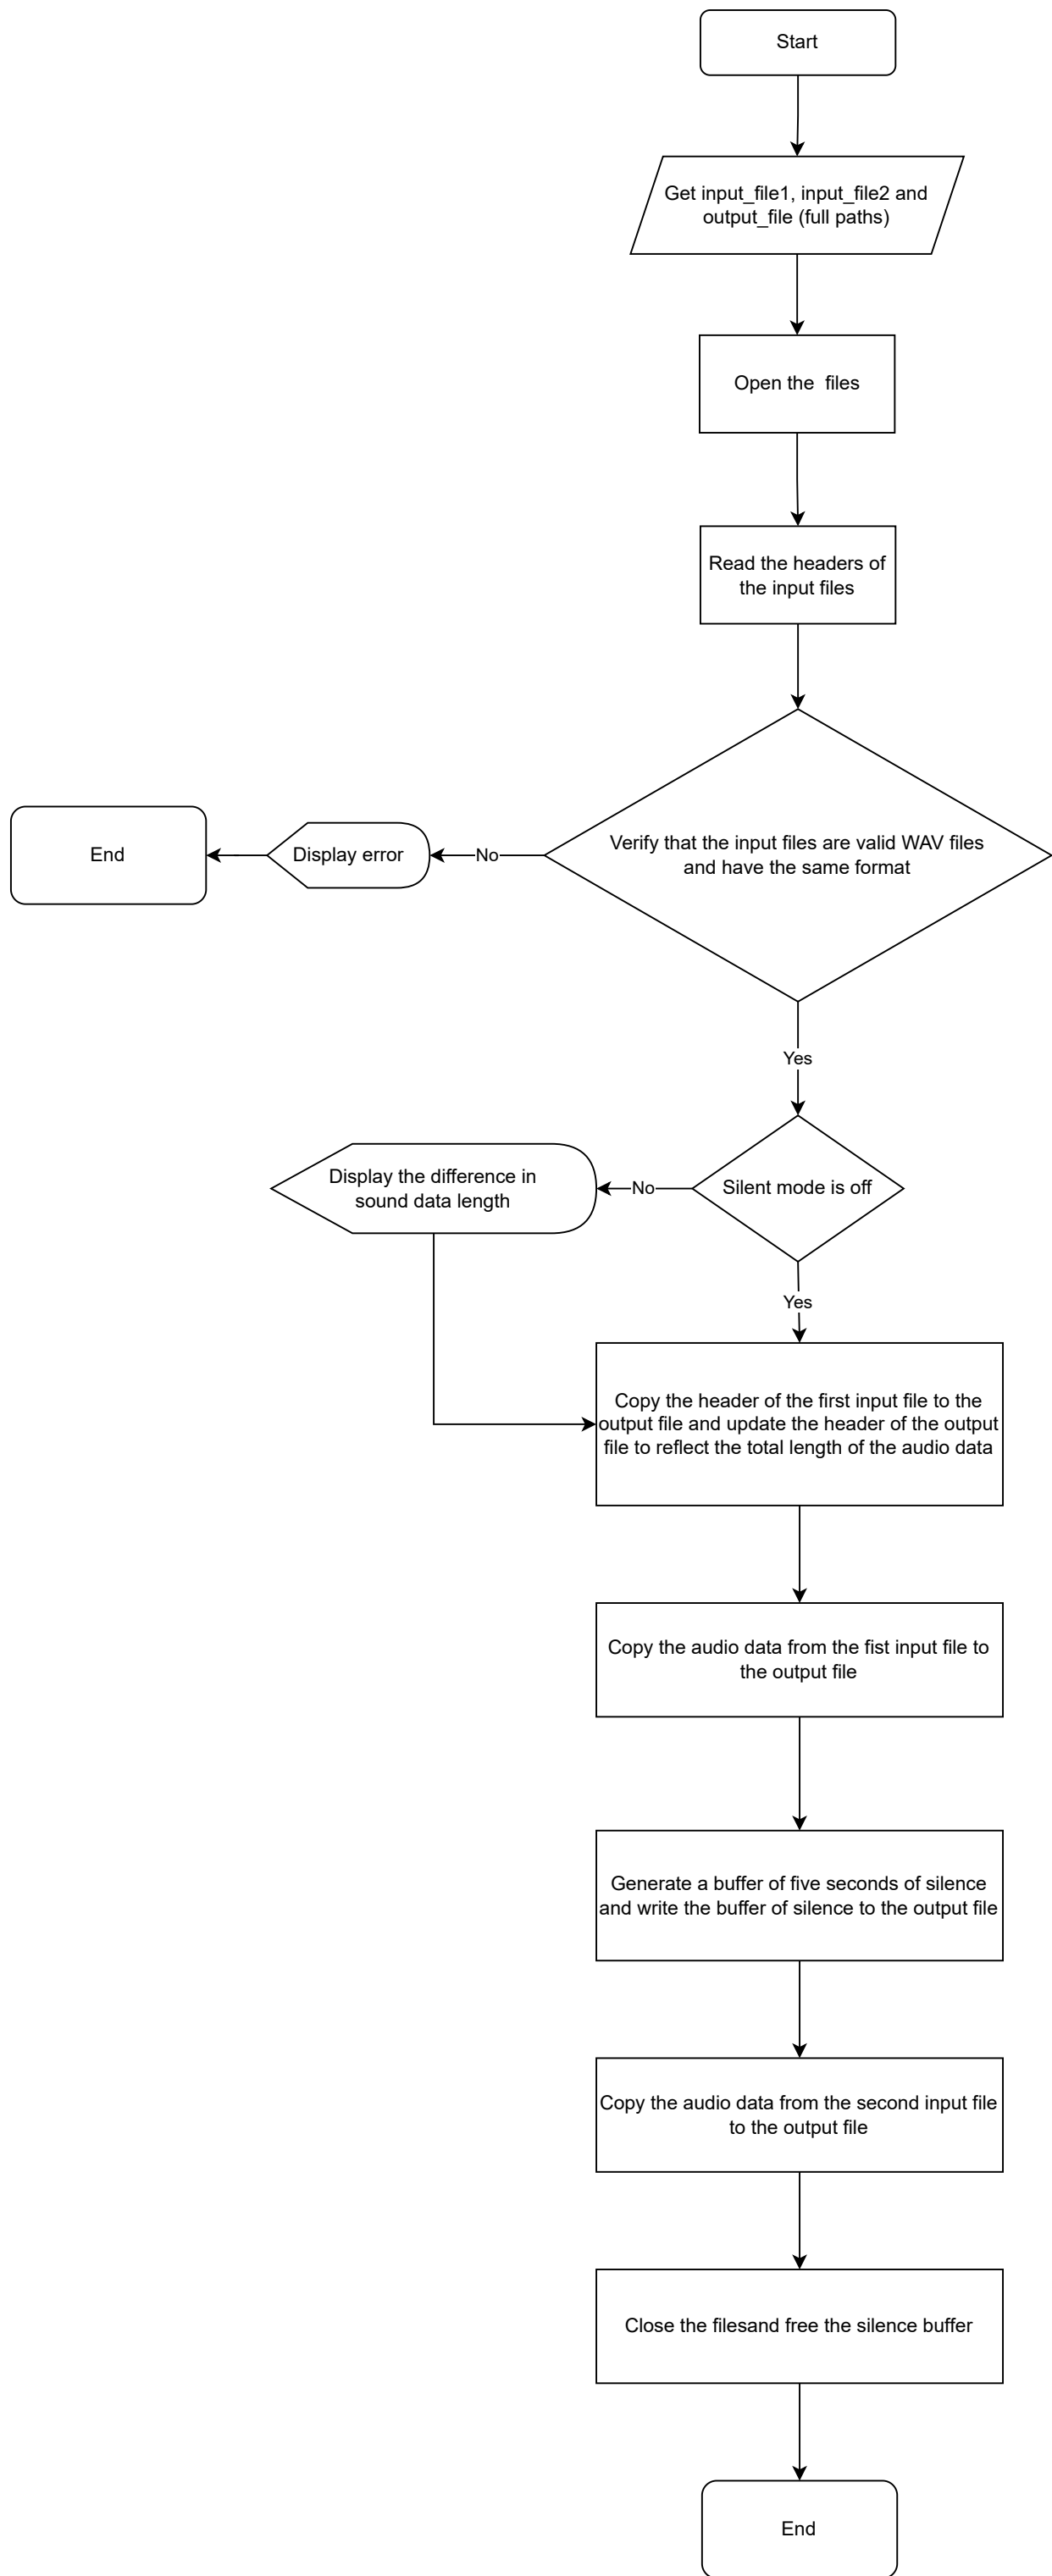 Start
Get input_file1, input_file2 and
output_file (full paths)
Open the  files
Read the headers of
the input files
Verify that the input files are valid WAV files
and have the same format
No
Display error
End
Yes
Silent mode is off
No
Display the difference in
sound data length
Yes
Copy the header of the first input file to the
output file and update the header of the output
file to reflect the total length of the audio data
Copy the audio data from the fist input file to
the output file
Generate a buffer of five seconds of silence
and write the buffer of silence to the output file
Copy the audio data from the second input file
to the output file
Close the filesand free the silence buffer
End